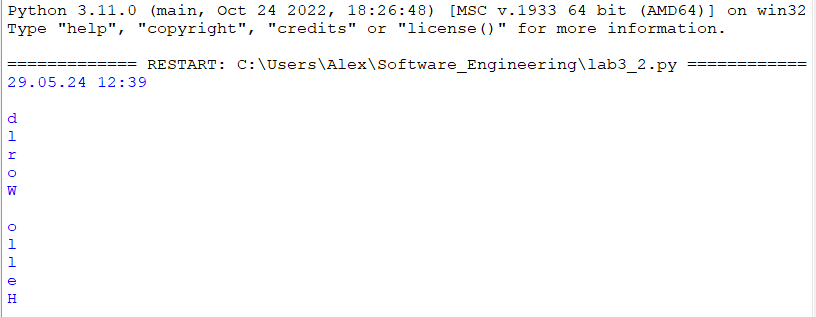 Python 3.11.0 (main, Oct 24 2022, 18:26:48) [MSC v.1933 64 bit (AMD64)] on win32
Type "help", "copyright", "credits" or "license()" for more information.
============= RESTART: C:\Users\Alex\Software_Engineering\lab3_2.py ============
29.05.24 12:39
d
l
r
o
W
o
l
l
e
H